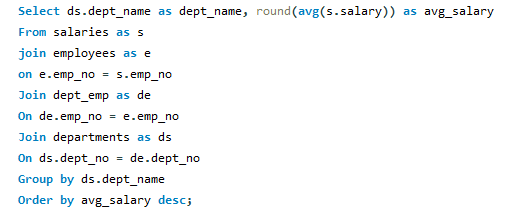 Select ds.dept_name as dept_name, round(avg(s.salary)) as avg_salary
From salaries as s
join employees as e
on e.emp_no = s.emp_no
Join dept_emp as de
On de.emp_no = e.emp_no
Join departments as ds
On ds.dept_no = de.dept_no
Group by ds.dept_name
Order by avg_salary desc;